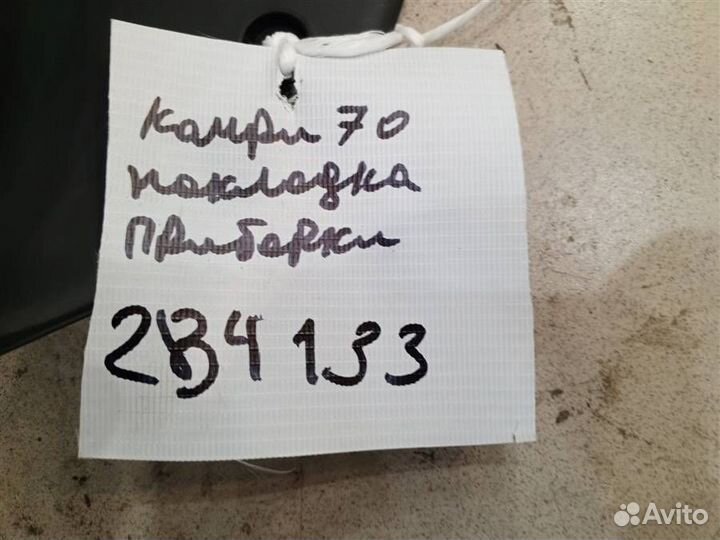 Камри 70
накладка
приборки
284133
Avito